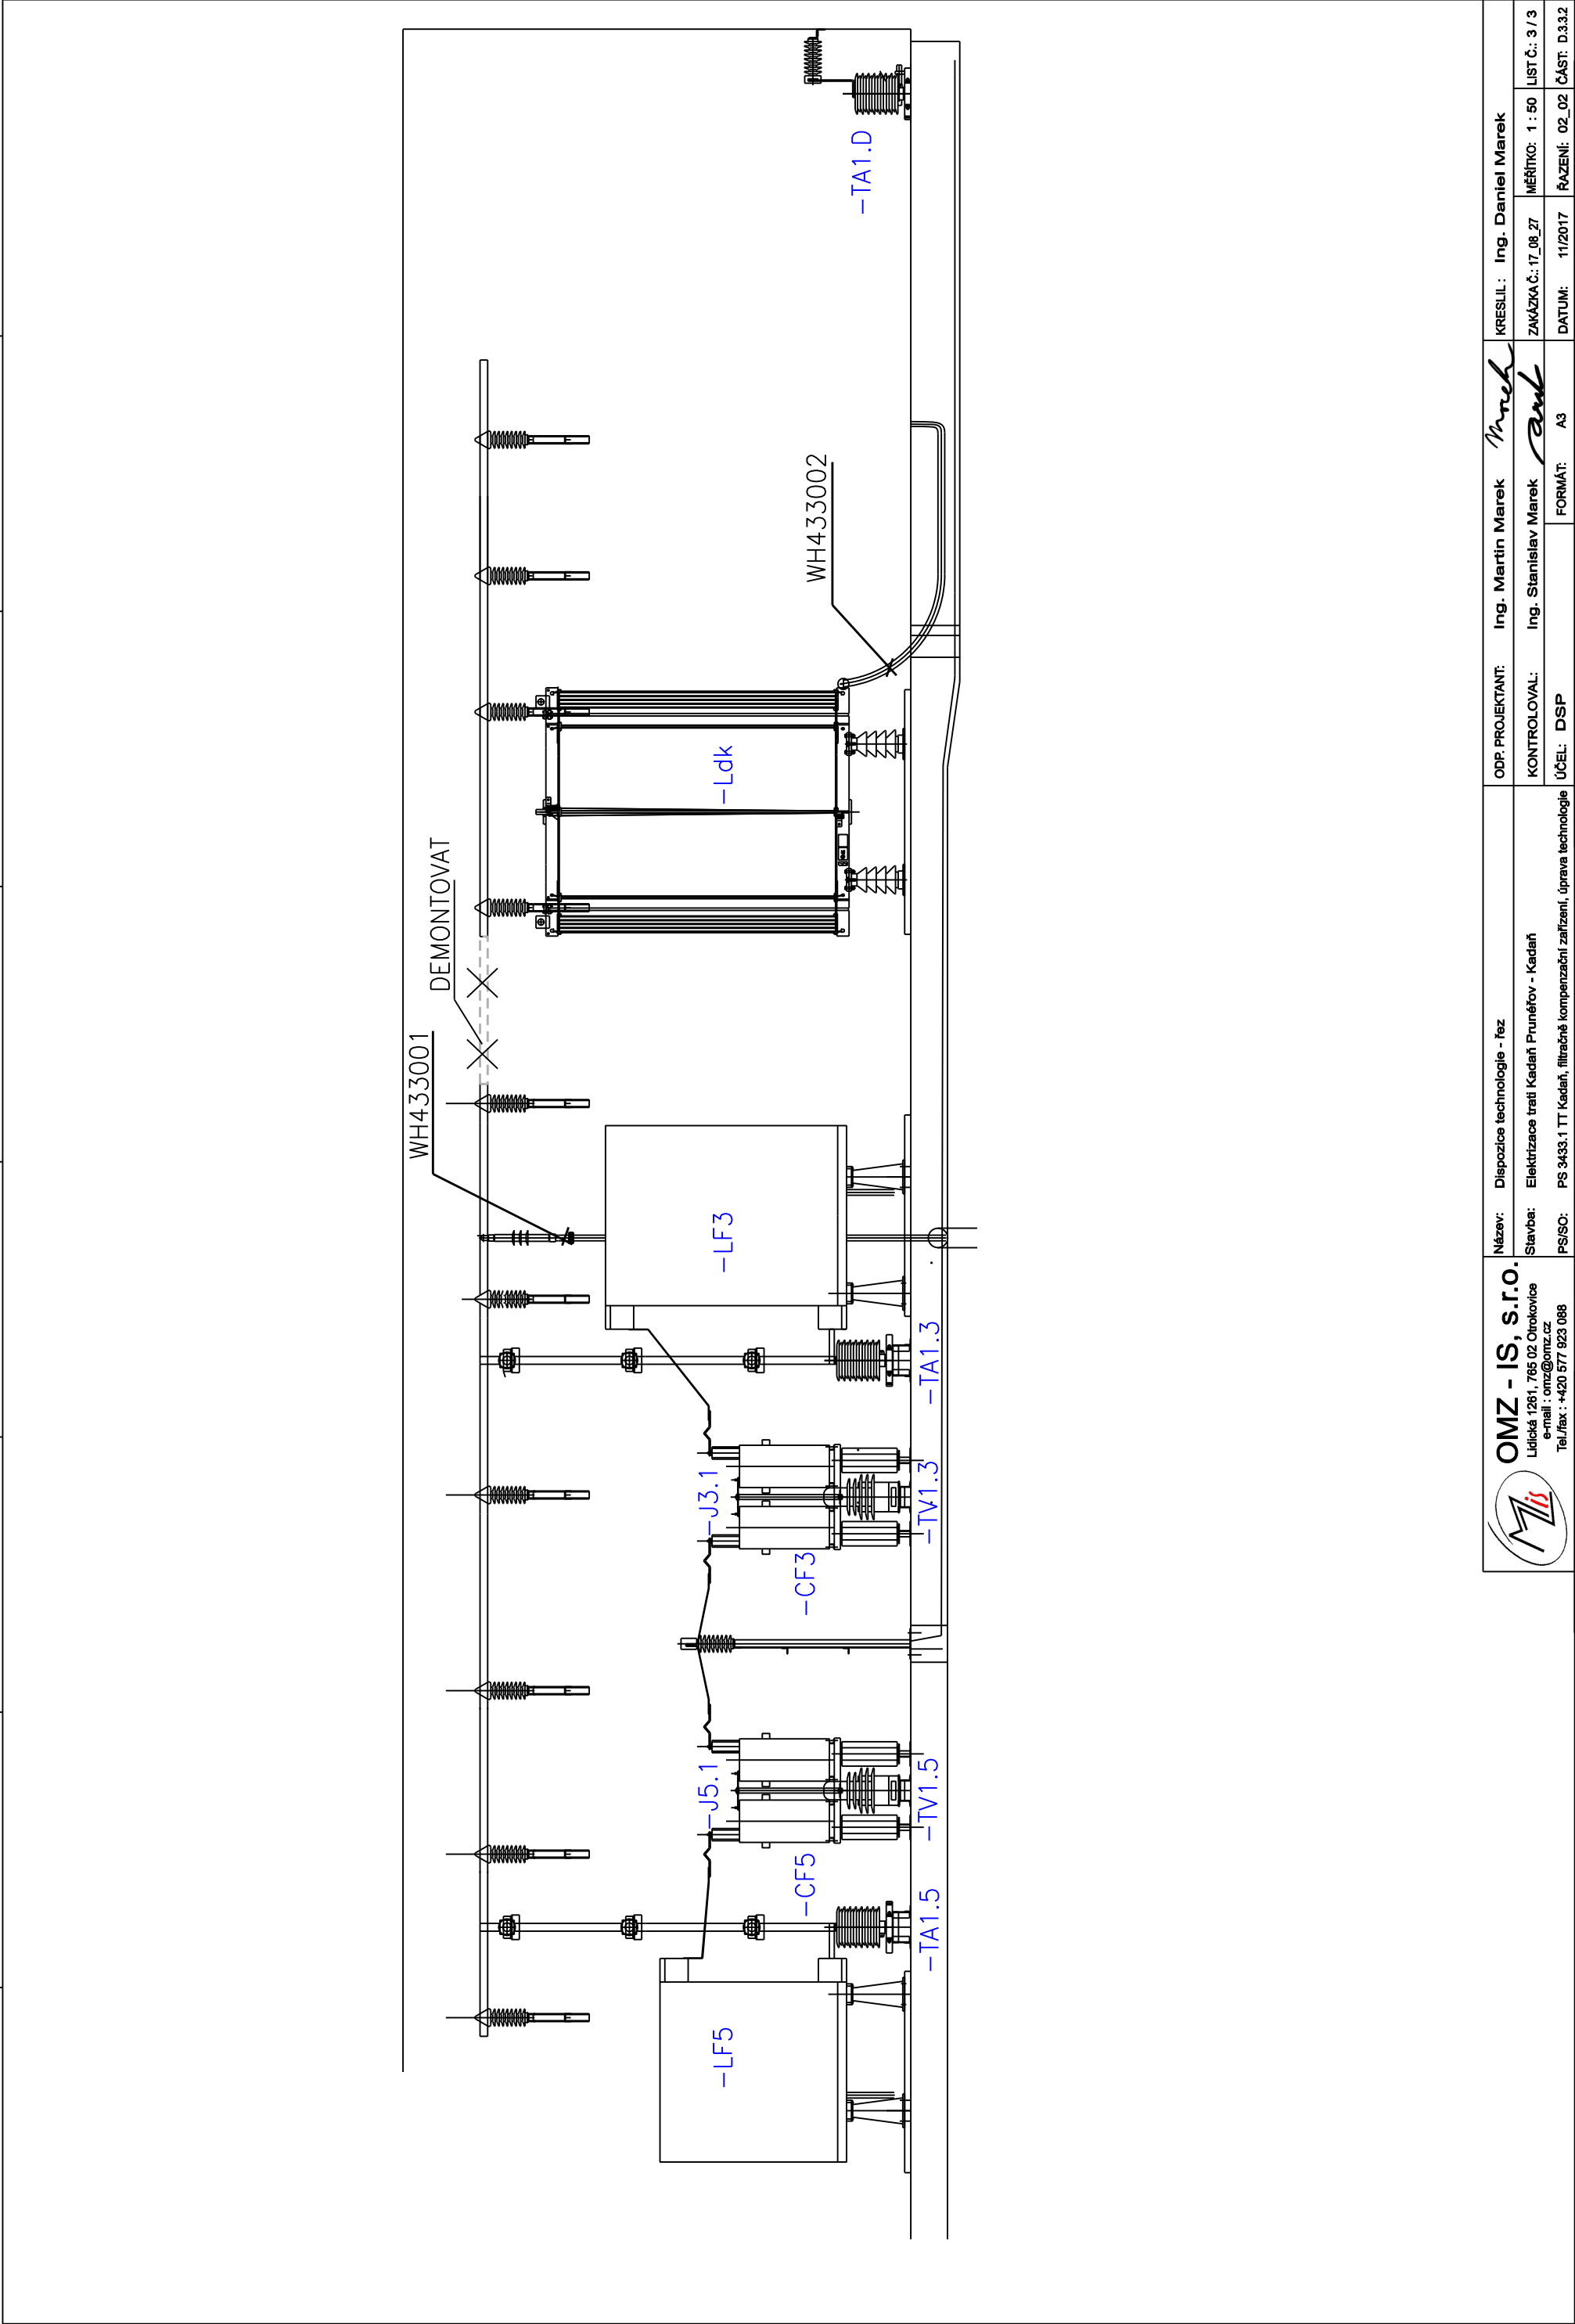 WH433001
DEMONTOVAT
WH433002
-LF5
-TA1.5
-CF5
-J5.1
-TV1.5
-CF3
-J3.1
-TV1.3
-TA1.3
-LF3
-Ldk
-TA1.D
OMZ - IS, s.r.o.
Lidická 1261, 765 02 Otrokovice
e-mail : omz@omz.cz
Tel./fax : +420 577 923 088
is
Název: Dispozice technologie - řez
Stavba: Elektrizace trati Kadaň Prunéřov - Kadaň
PS/SO: PS 3433.1 TT Kadaň, filtračně kompenzační zařízení, úprava technologie
ODP. PROJEKTANT: Ing. Martin Marek
KRESLIL: Ing. Daniel Marek
KONTROLOVAL: Ing. Stanislav Marek
ZAKÁZKA Č.: 17_08_27
MĚŘÍTKO: 1 : 50
LIST Č.: 3 / 3
ÚČEL: DSP
FORMÁT: A3
DATUM: 11/2017
ŘAZENÍ: 02_02
ČÁST: D.3.3.2